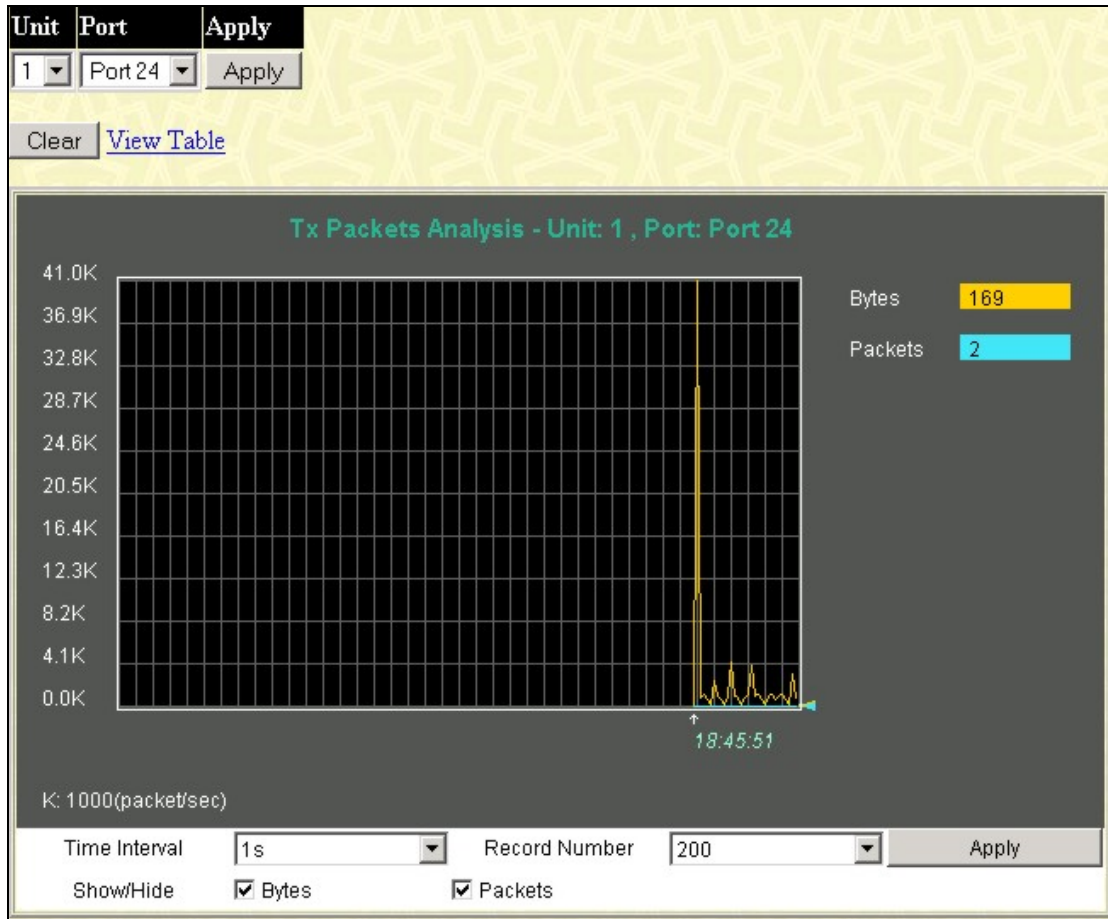 Unit Port Apply
1 Port 24 Apply
Clear View Table
Tx Packets Analysis - Unit: 1 , Port: Port 24
41.0K
36.9K
32.8K
28.7K
24.6K
20.5K
16.4K
12.3K
8.2K
4.1K
0.0K
Bytes 169
Packets 2
18:45:51
K: 1000(packet/sec)
Time Interval 1s Record Number 200 Apply
Show/Hide Bytes Packets